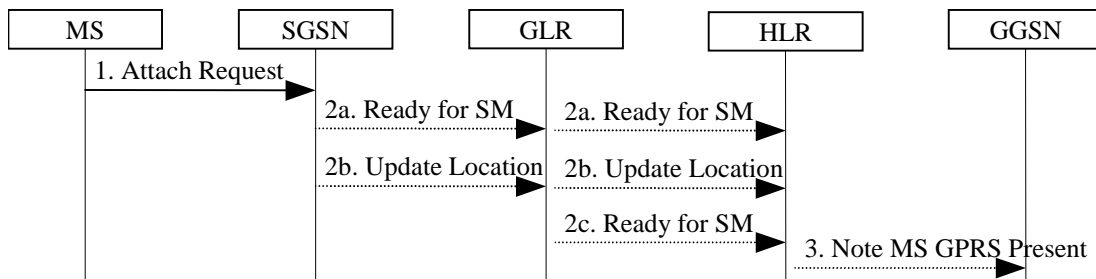 MS SGSN GLR HLR GGSN
1. Attach Request
2a. Ready for SM 2a. Ready for SM
2b. Update Location 2b. Update Location
2c. Ready for SM
3. Note MS GPRS Present